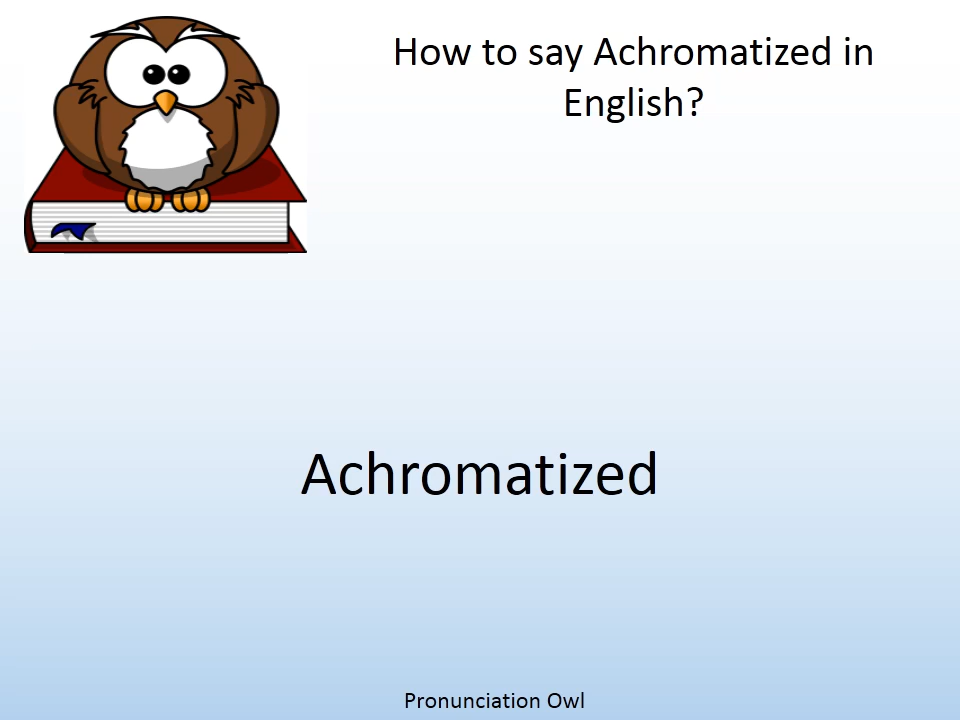 How to say Achromatized in
English?
Achromatized
Pronunciation Owl